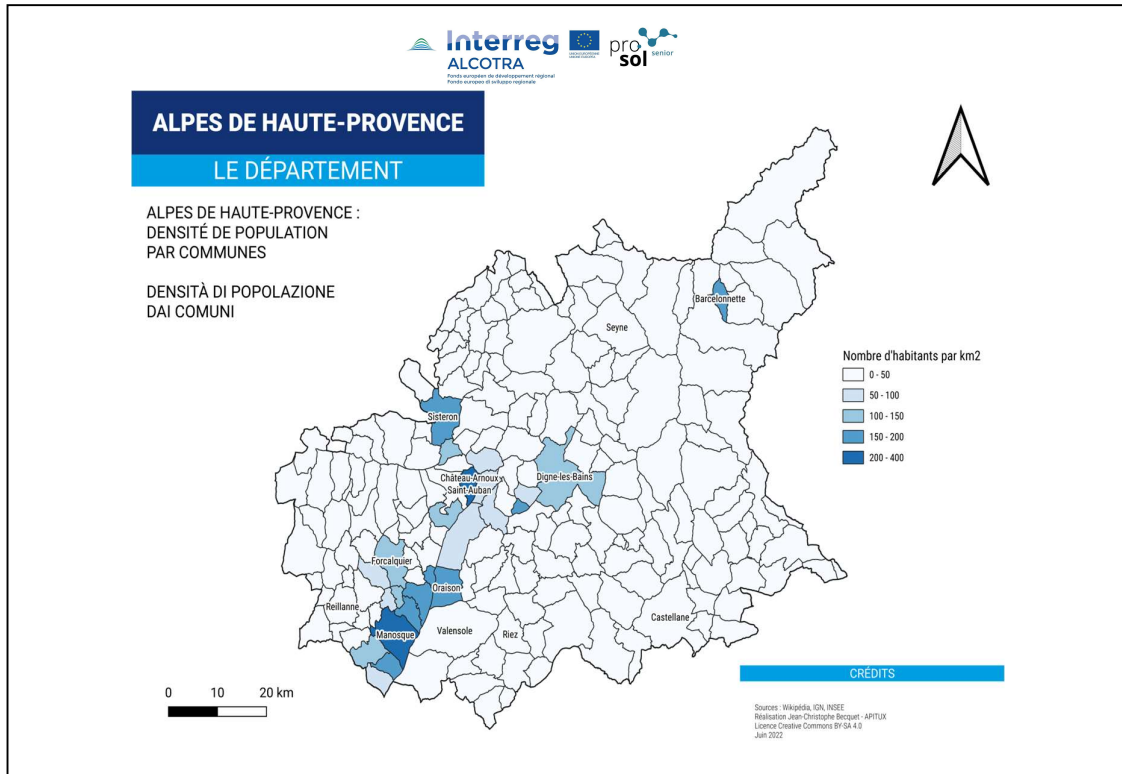 Interreg
ALCOTRA
Fonds européen de développement régional
Fondo europeo di sviluppo regionale
UNION EUROPÉENNE
UNIONE EUROPEA
pro
sol
senior
ALPES DE HAUTE-PROVENCE
LE DÉPARTEMENT
ALPES DE HAUTE-PROVENCE :
DENSITÉ DE POPULATION
PAR COMMUNES
DENSITÀ DI POPOLAZIONE
DAI COMUNI
Barcelonnette
Seyne
Sisteron
Château-Arnoux
Saint-Auban
Digne-les-Bains
Forcalquier
Oraison
Reillanne
Manosque
Valensole
Riez
Castellane
Nombre d'habitants par km2
0 - 50
50 - 100
100 - 150
150 - 200
200 - 400
0 10 20 km
CRÉDITS
Sources : Wikipédia, IGN, INSEE
Réalisation Jean-Christophe Becquet - APITUX
Licence Creative Commons BY-SA 4.0
Juin 2022